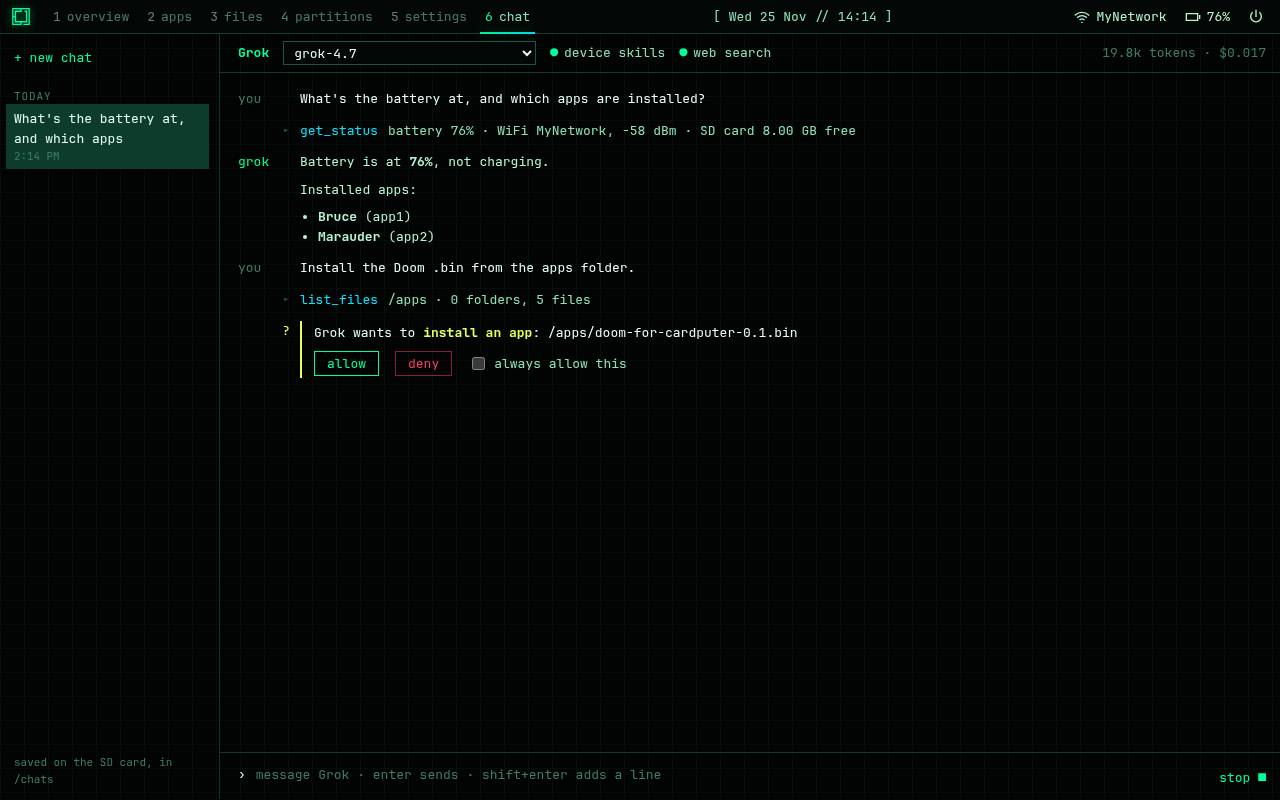 1 overview 2 apps 3 files 4 partitions 5 settings 6 chat [ Wed 25 Nov // 14:14 ] MyNetwork 76%
+ new chat
TODAY
What's the battery at,
and which apps
2:14 PM
saved on the SD card, in
/chats
Grok grok-4.7 device skills web search 19.8k tokens · $0.017
you What's the battery at, and which apps are installed?
get_status battery 76% · WiFi MyNetwork, -58 dBm · SD card 8.00 GB free
grok Battery is at 76%, not charging.
Installed apps:
• Bruce (app1)
• Marauder (app2)
you Install the Doom .bin from the apps folder.
list_files /apps · 0 folders, 5 files
? Grok wants to install an app: /apps/doom-for-cardputer-0.1.bin
allow deny always allow this
› message Grok · enter sends · shift+enter adds a line
stop